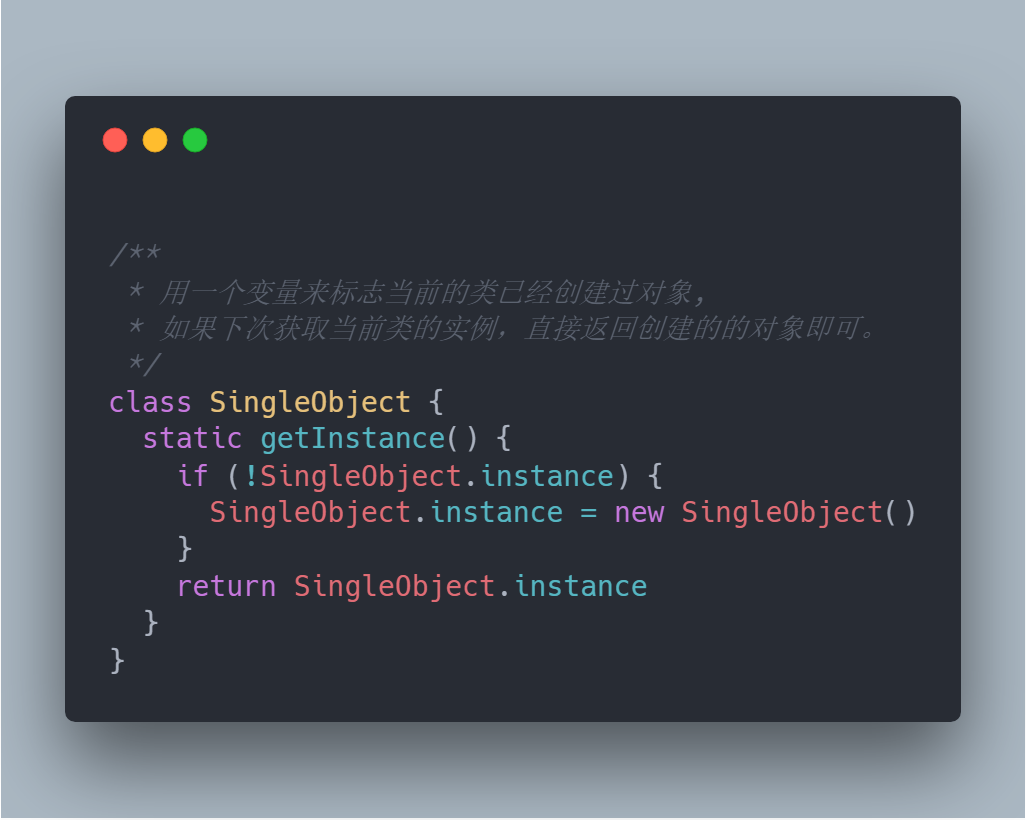 /**
 * 用一个变量来标志当前的类已经创建过对象,
 * 如果下次获取当前类的实例，直接返回创建的的对象即可。
 */
class SingleObject {
  static getInstance() {
    if (!SingleObject.instance) {
      SingleObject.instance = new SingleObject()
    }
    return SingleObject.instance
  }
}